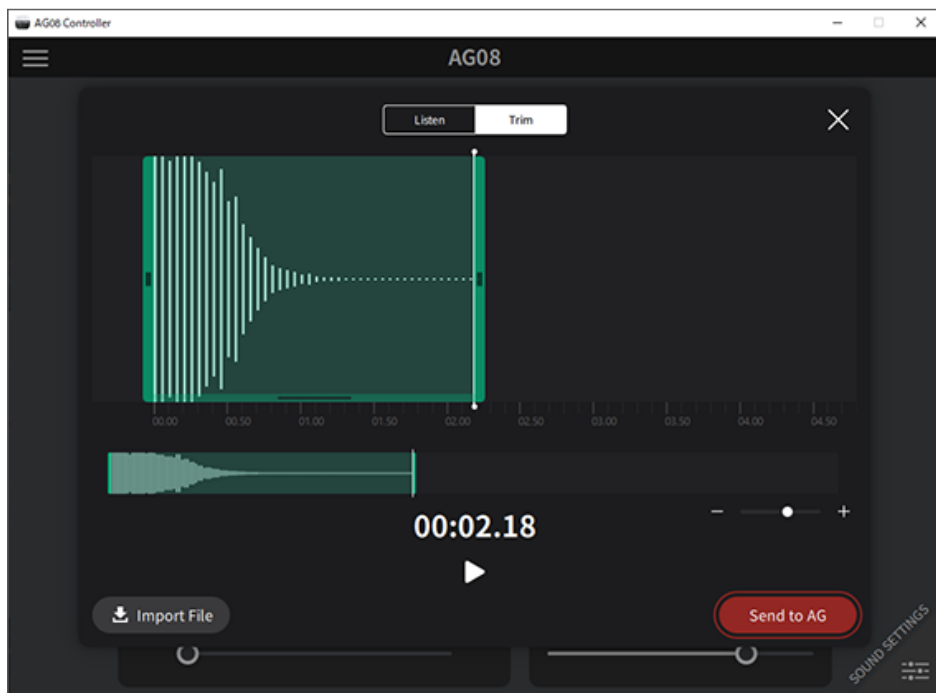 AG08 Controller
AG08
Listen
Trim
00.00 00.50 01.00 01.50 02.00 02.50 03.00 03.50 04.00 04.50
00:02.18
Import File
Send to AG
SOUND SETTINGS